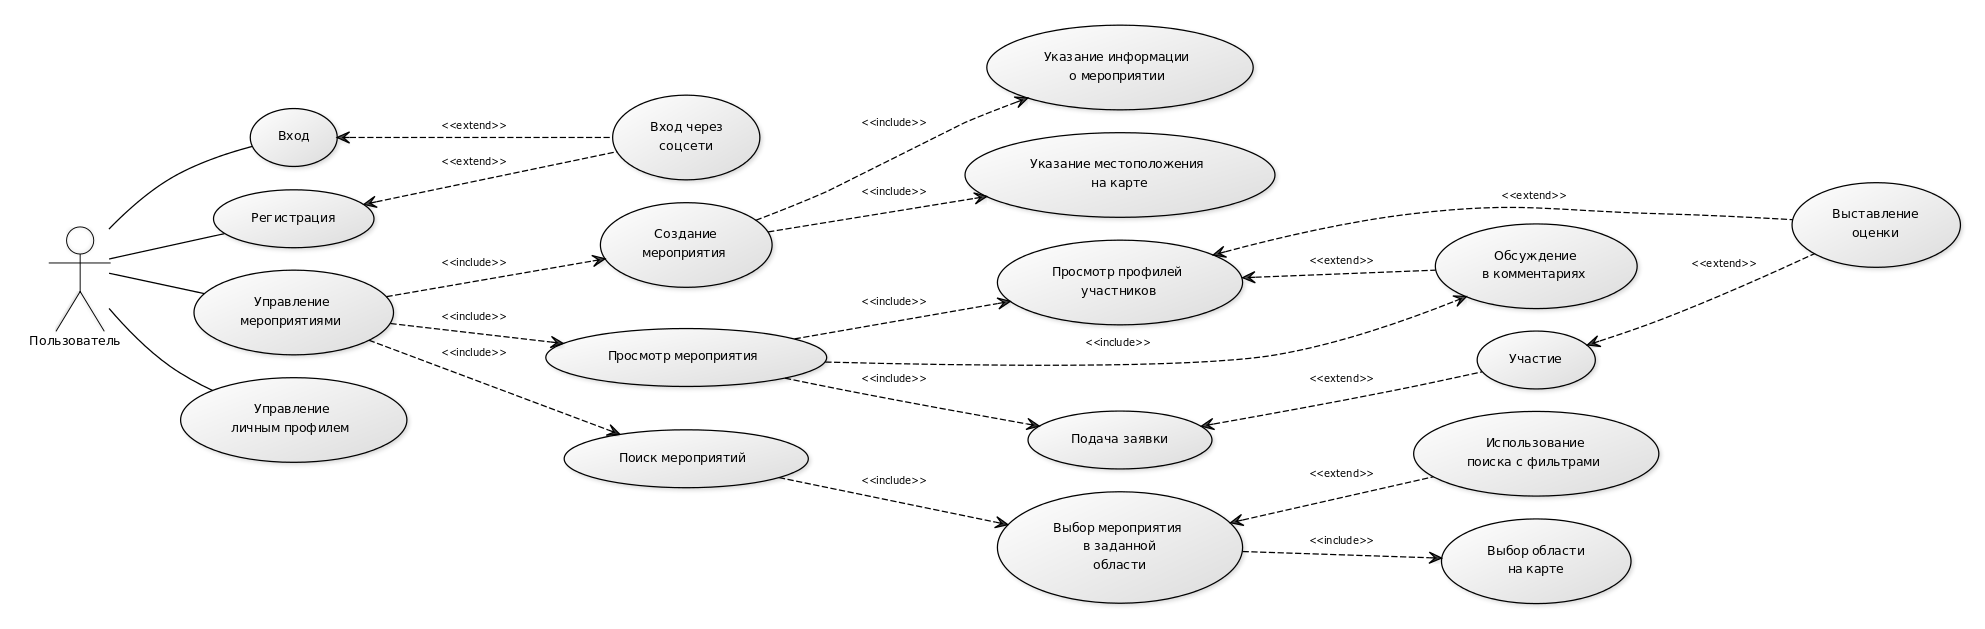 Пользователь
Вход
Регистрация
Управление
мероприятиями
Управление
личным профилем
<<extend>>
<<extend>>
<<include>>
<<include>>
<<include>>
Вход через
соцсети
Создание
мероприятия
Просмотр мероприятия
Поиск мероприятий
<<include>>
<<include>>
<<include>>
<<include>>
<<include>>
<<include>>
Указание информации
о мероприятии
Указание местоположения
на карте
Просмотр профилей
участников
Подача заявки
Выбор мероприятия
в заданной
области
<<extend>>
<<extend>>
<<extend>>
<<extend>>
<<include>>
Обсуждение
в комментариях
Участие
Использование
поиска с фильтрами
Выбор области
на карте
<<extend>>
Выставление
оценки